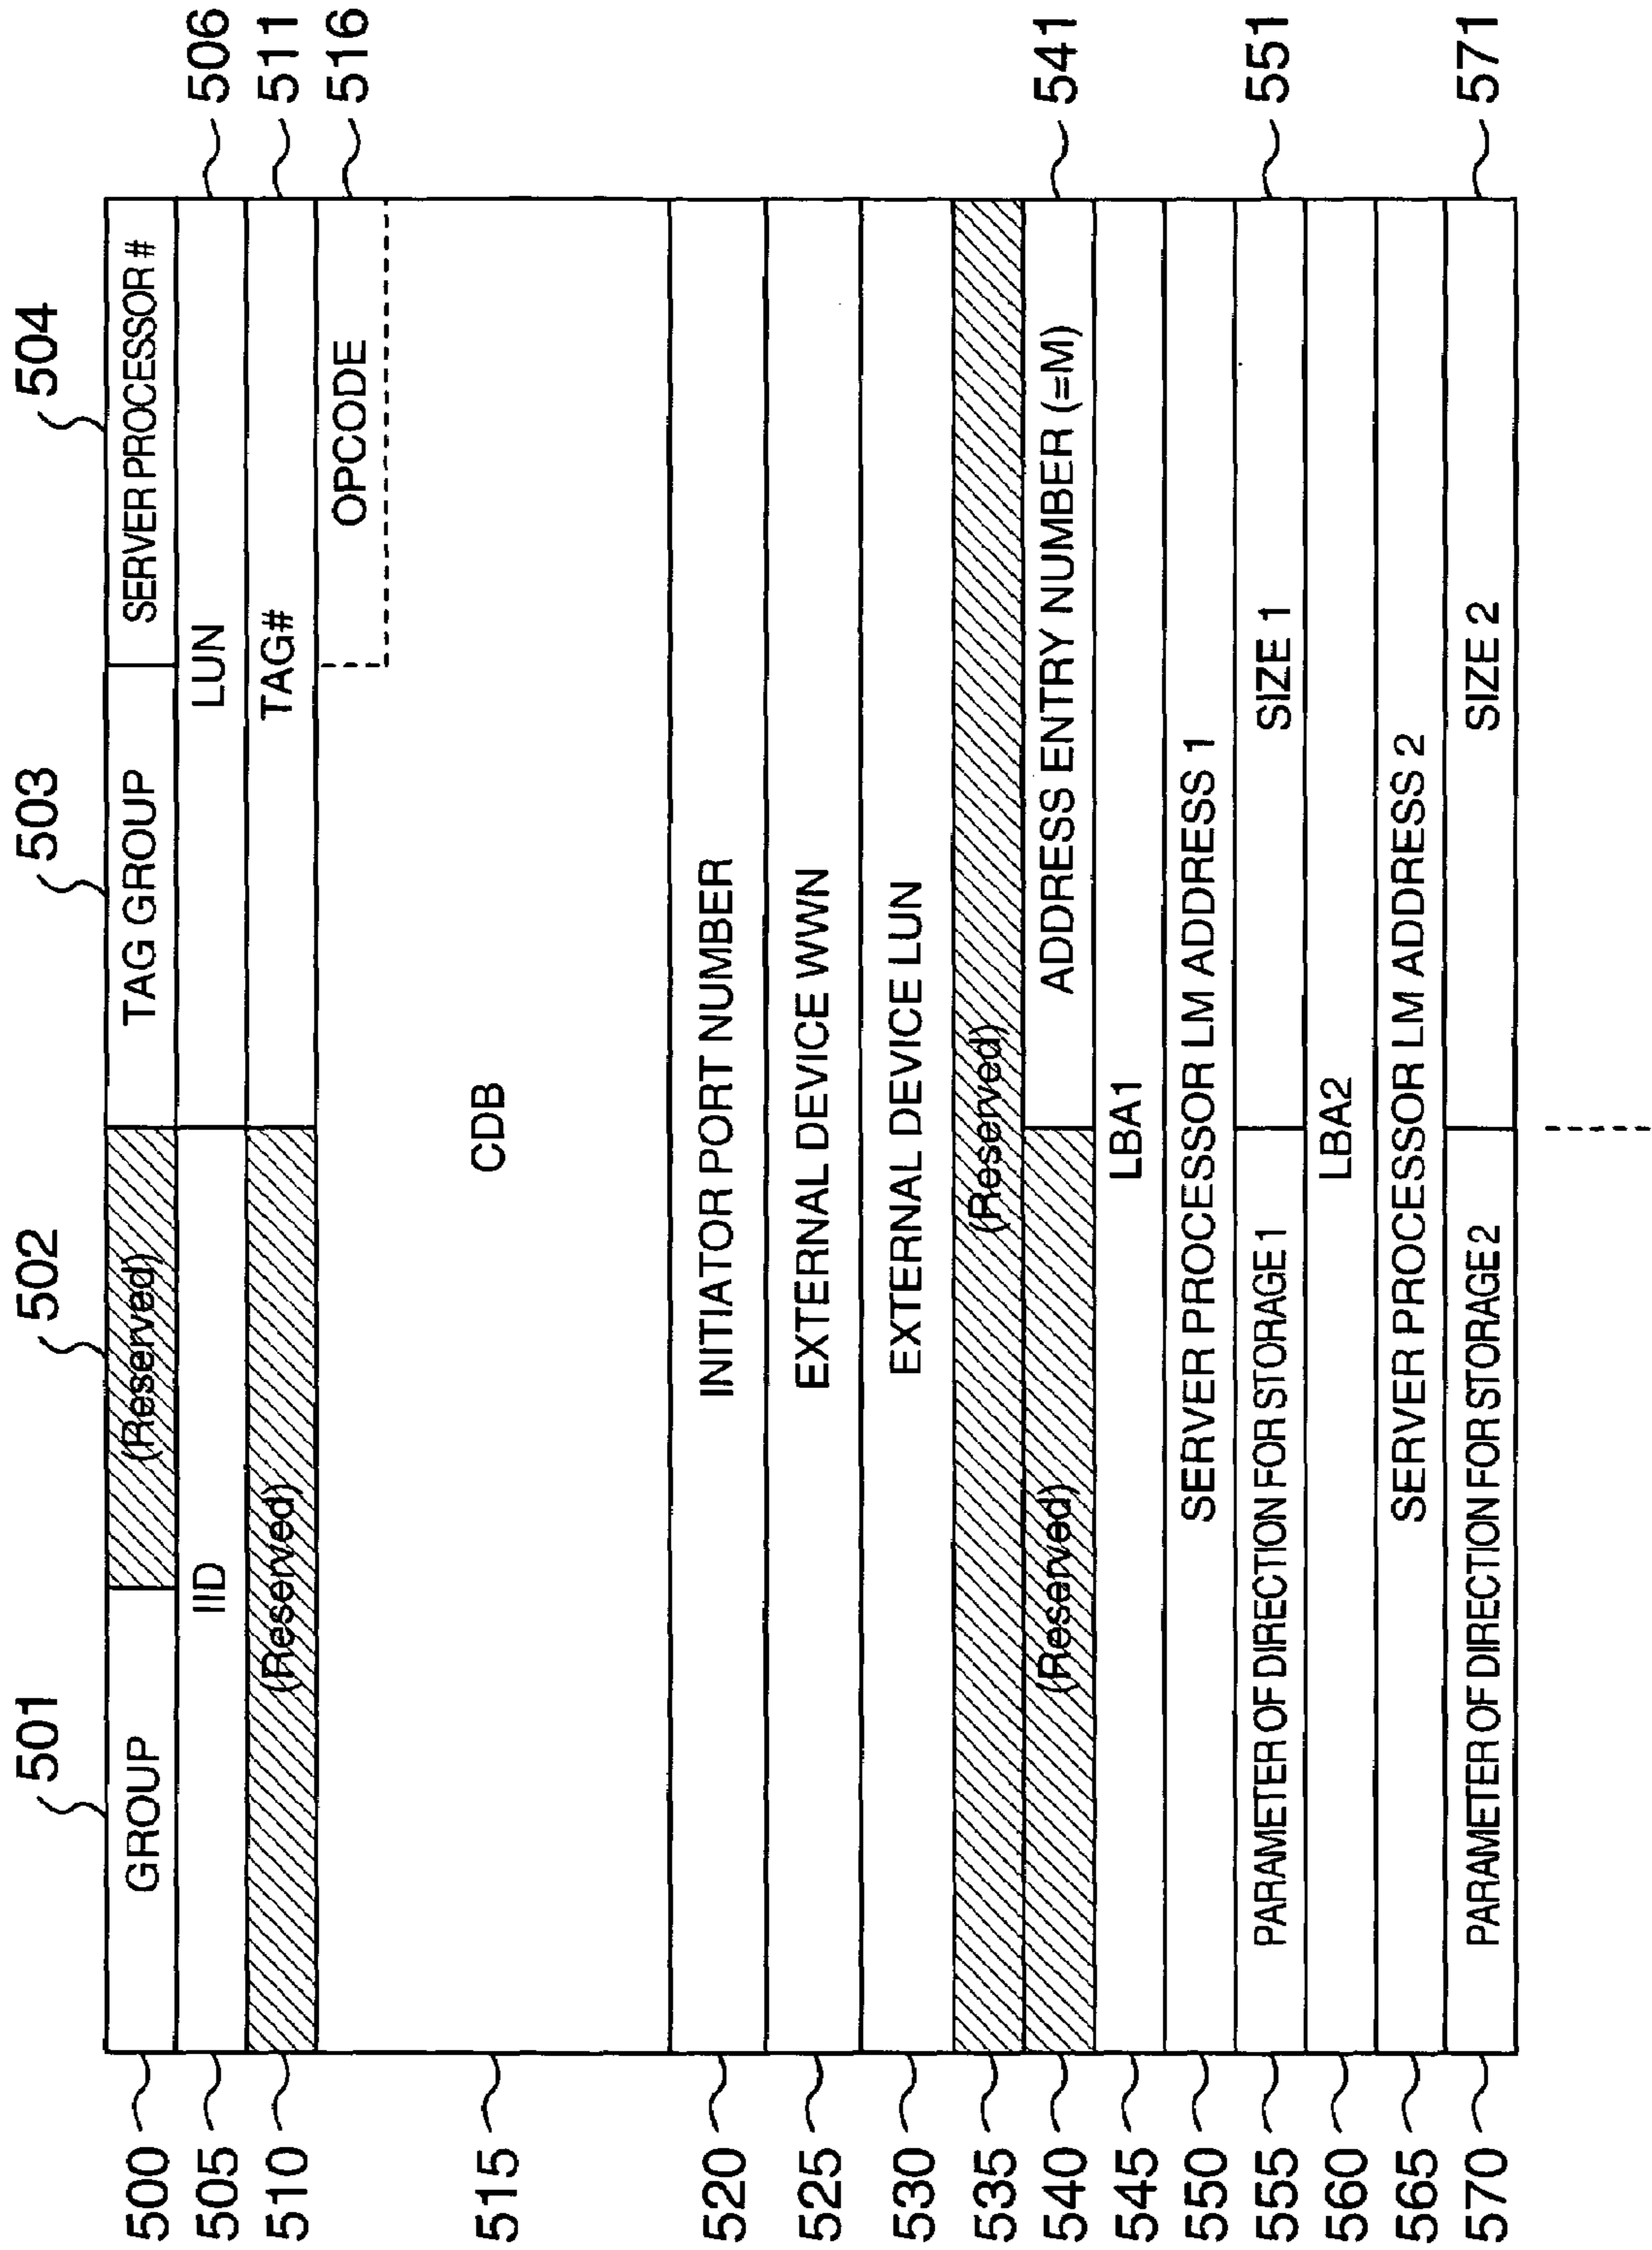 501
502
503
504
500
GROUP
(Reserved)
TAG GROUP
SERVER PROCESSOR #
505
IID
LUN
506
510
(Reserved)
TAG#
511
515
CDB
OPCODE
516
520
INITIATOR PORT NUMBER
525
EXTERNAL DEVICE WWN
530
EXTERNAL DEVICE LUN
535
(Reserved)
540
(Reserved)
ADDRESS ENTRY NUMBER (=M)
541
545
LBA1
550
SERVER PROCESSOR LM ADDRESS 1
555
PARAMETER OF DIRECTION FOR STORAGE 1
SIZE 1
551
560
LBA2
565
SERVER PROCESSOR LM ADDRESS 2
570
PARAMETER OF DIRECTION FOR STORAGE 2
SIZE 2
571